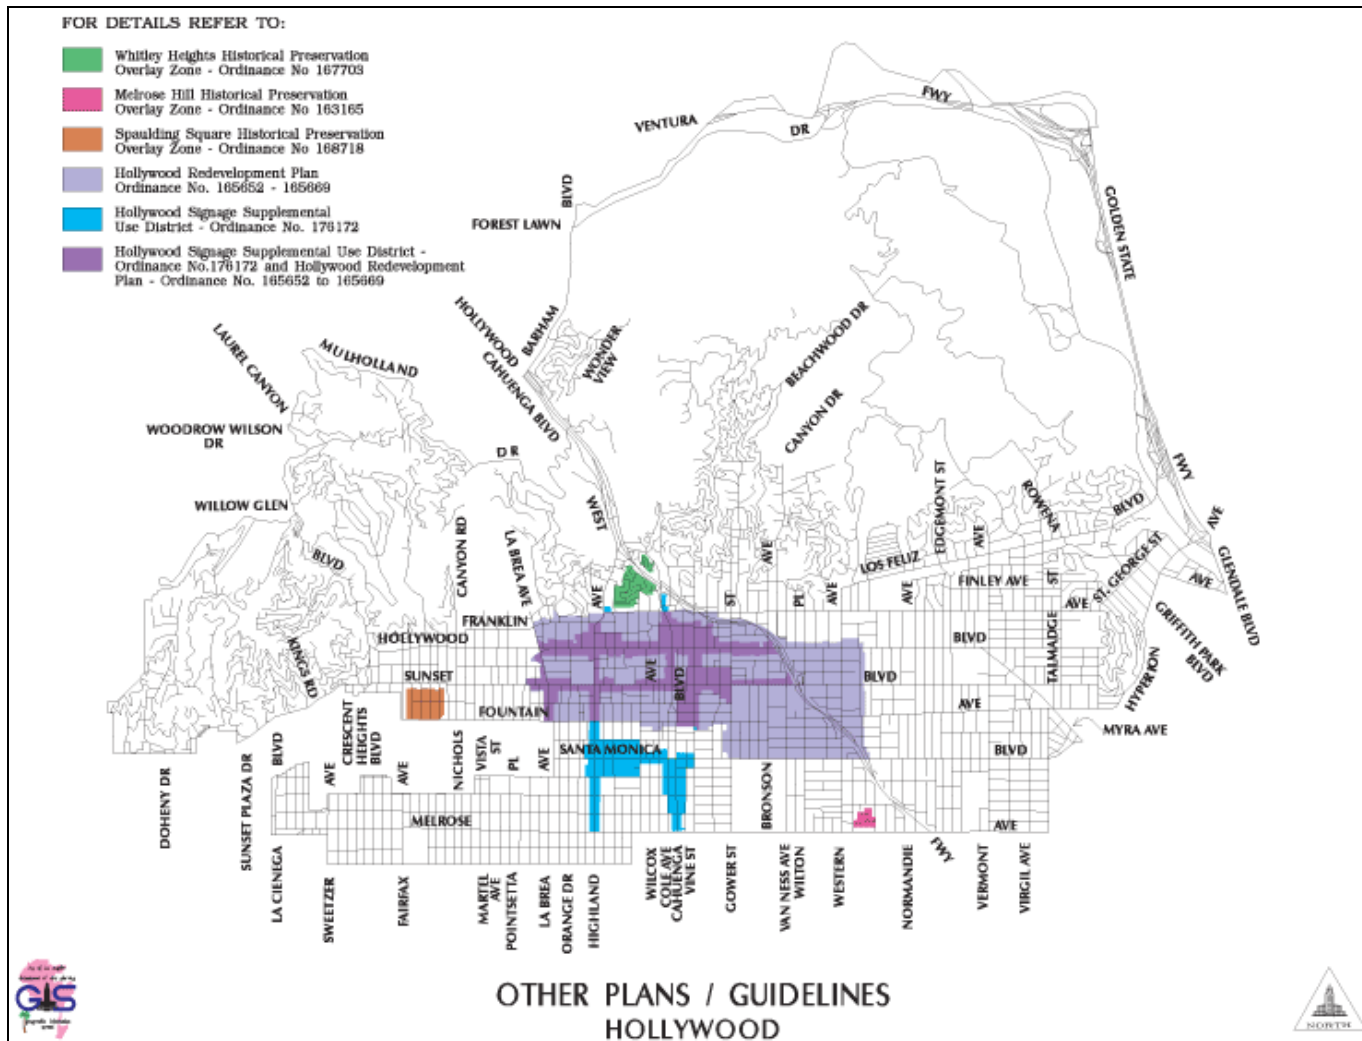 FOR DETAILS REFER TO:
Whitley Heights Historical Preservation
Overlay Zone - Ordinance No 167703
Melrose Hill Historical Preservation
Overlay Zone - Ordinance No 163165
Spaulding Square Historical Preservation
Overlay Zone - Ordinance No 168718
Hollywood Redevelopment Plan
Ordinance No. 165652 - 165669
Hollywood Signage Supplemental
Use District - Ordinance No. 176172
Hollywood Signage Supplemental Use District -
Ordinance No.176172 and Hollywood Redevelopment
Plan - Ordinance No. 165652 to 165669
FWY
VENTURA
DR
BLVD
FOREST LAWN
GOLDEN STATE
HOLLYWOOD
BARHAM
WONDER
VIEW
BEACHWOOD DR
LAUREL CANYON
MULHOLLAND
CAHUENGA BLVD
CANYON DR
WOODROW WILSON
DR
DR
FWY
EDGEMONT ST
ROWENA
BLVD
WILLOW GLEN
WEST
AVE
BLVD
CANYON RD
LA BREA AVE
AVE
AVE
ST. GEORGE ST
GLENDALE BLVD
LOS FELIZ
FINLEY AVE
ST
AVE
AVE
AVE
ST
PL
AVE
AVE
FRANKLIN
HOLLYWOOD
BLVD
TALMADGE
GRIFFITH PARK
BLVD
KINGS RD
SUNSET
AVE
BLVD
BLVD
HYPERION
FOUNTAIN
AVE
MYRA AVE
CRESCENT
HEIGHTS
BLVD
SANTA MONICA
BLVD
DOHENY DR
SUNSET PLAZA DR
BLVD
AVE
AVE
NICHOLS
VISTA
ST
PL
AVE
BRONSON
MELROSE
AVE
FWY
LA CIENEGA
SWEETZER
FAIRFAX
MARTEL
AVE
POINTSETTA
LA BREA
ORANGE DR
HIGHLAND
WILCOX
COLE AVE
CAHUENGA
VINE ST
GOWER ST
VAN NESS AVE
WILTON
WESTERN
NORMANDIE
VERMONT
VIRGIL AVE
GIS
OTHER PLANS / GUIDELINES
HOLLYWOOD
NORTH